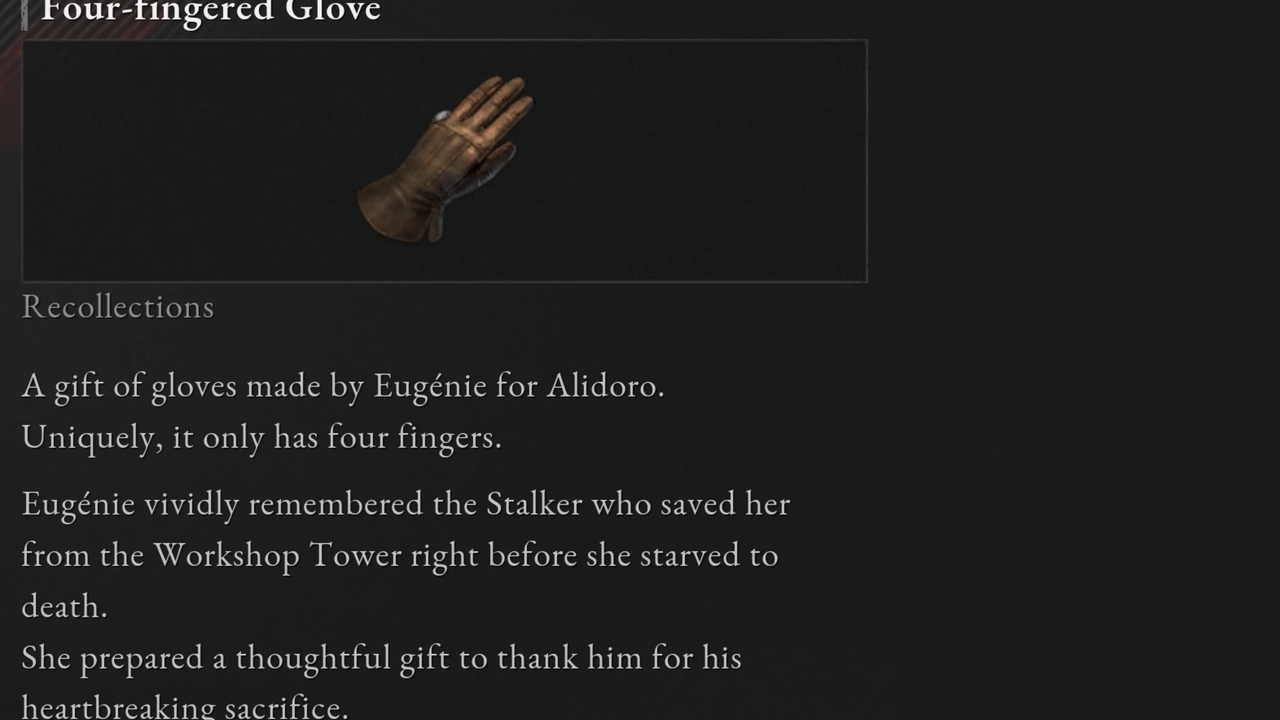 Four-fingered Glove
Recollections
A gift of gloves made by Eugénie for Alidoro.
Uniquely, it only has four fingers.
Eugénie vividly remembered the Stalker who saved her
from the Workshop Tower right before she starved to
death.
She prepared a thoughtful gift to thank him for his
heartbreaking sacrifice.